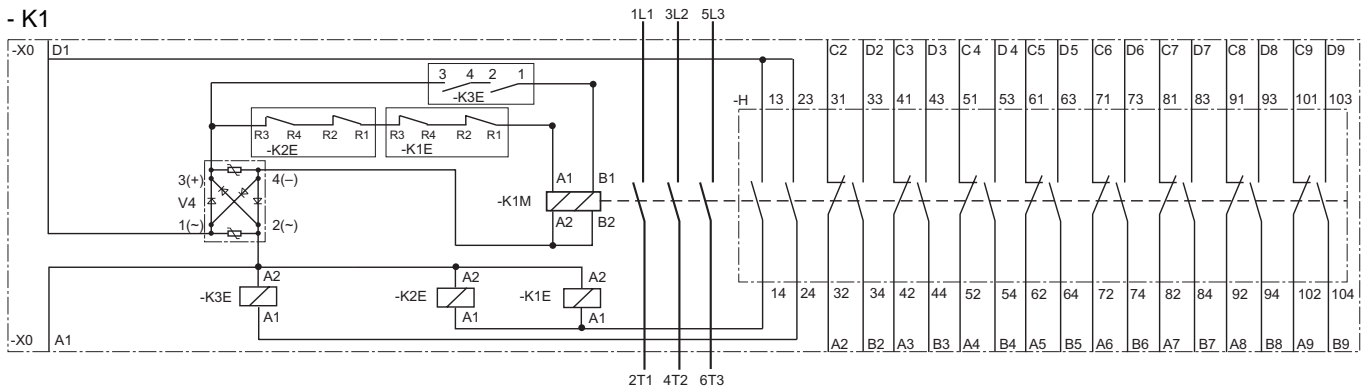 - K1
1L1 3L2 5L3
-X0 D1 C2 D2 C3 D3 C4 D4 C5 D5 C6 D6 C7 D7 C8 D8 C9 D9
3 4 2 1
-K3E
-H 13 23 31 33 41 43 51 53 61 63 71 73 81 83 91 93 101 103
R3 R4 R2 R1 R3 R4 R2 R1
-K2E -K1E
3(+) 4(–) A1 B1
V4 -K1M
1(~) 2(~) A2 B2
A2 A2 A2
-K3E -K2E -K1E
14 24 32 34 42 44 52 54 62 64 72 74 82 84 92 94 102 104
A1 A1 A1
-X0 A1 A2 B2 A3 B3 A4 B4 A5 B5 A6 B6 A7 B7 A8 B8 A9 B9
2T1 4T2 6T3